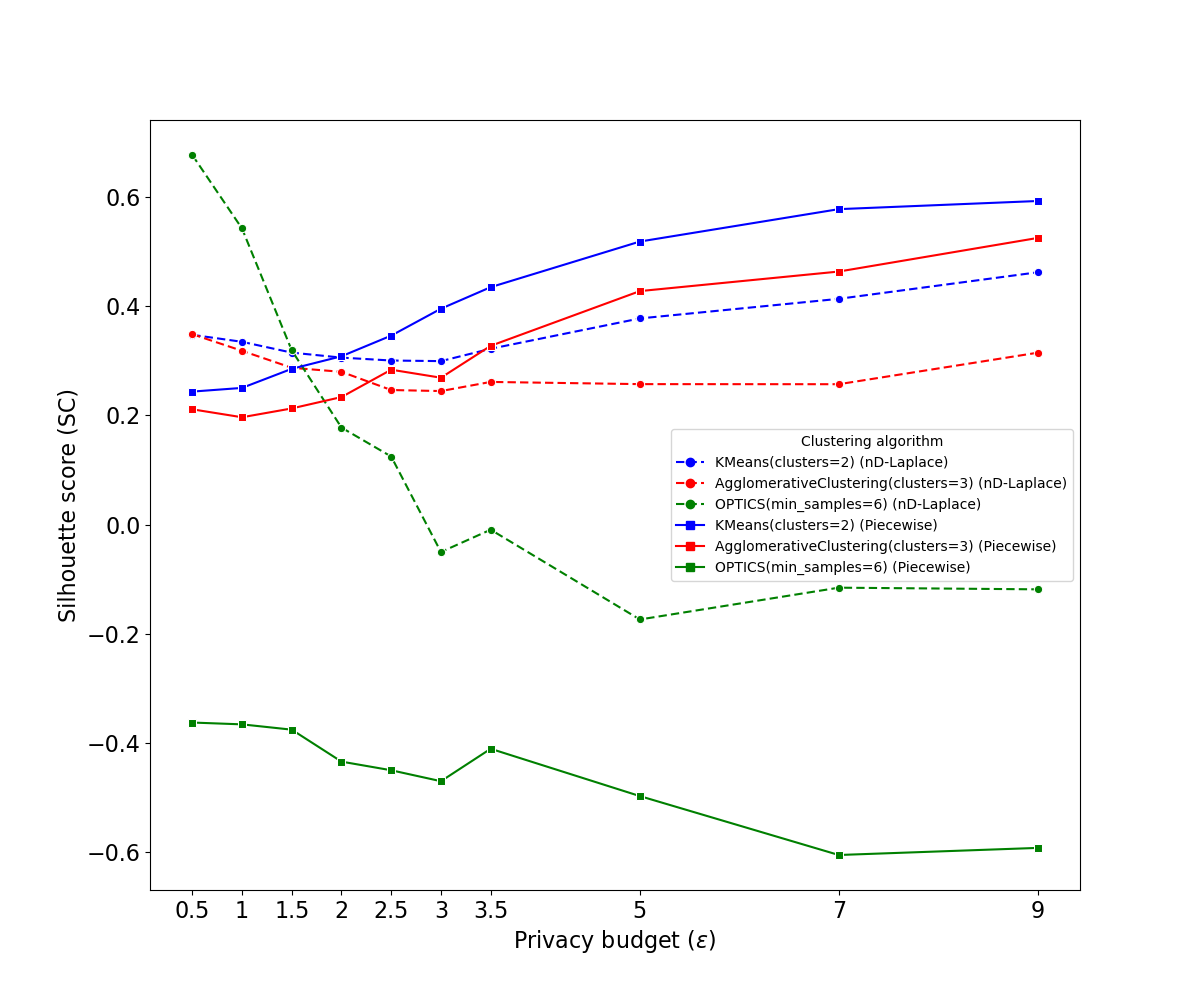 0.6
0.4
0.2
0.0
−0.2
−0.4
−0.6
Silhouette score (SC)
Clustering algorithm
KMeans(clusters=2) (nD-Laplace)
AgglomerativeClustering(clusters=3) (nD-Laplace)
OPTICS(min_samples=6) (nD-Laplace)
KMeans(clusters=2) (Piecewise)
AgglomerativeClustering(clusters=3) (Piecewise)
OPTICS(min_samples=6) (Piecewise)
0.5 1 1.5 2 2.5 3 3.5 5 7 9
Privacy budget (ε)